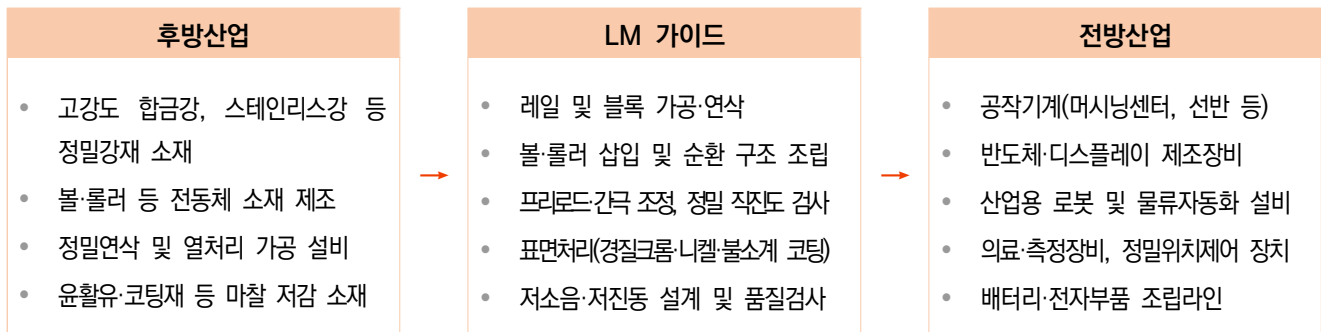 후방산업
• 고강도 합금강, 스테인리스강 등
정밀강재 소재
• 볼·롤러 등 전동체 소재 제조
• 정밀연삭 및 열처리 가공 설비
• 윤활유·코팅재 등 마찰 저감 소재
→
LM 가이드
• 레일 및 블록 가공·연삭
• 볼·롤러 삽입 및 순환 구조 조립
• 프리로드·간극 조정, 정밀 직진도 검사
• 표면처리(경질크롬·니켈·불소계 코팅)
• 저소음·저진동 설계 및 품질검사
→
전방산업
• 공작기계(머시닝센터, 선반 등)
• 반도체·디스플레이 제조장비
• 산업용 로봇 및 물류자동화 설비
• 의료·측정장비, 정밀위치제어 장치
• 배터리·전자부품 조립라인